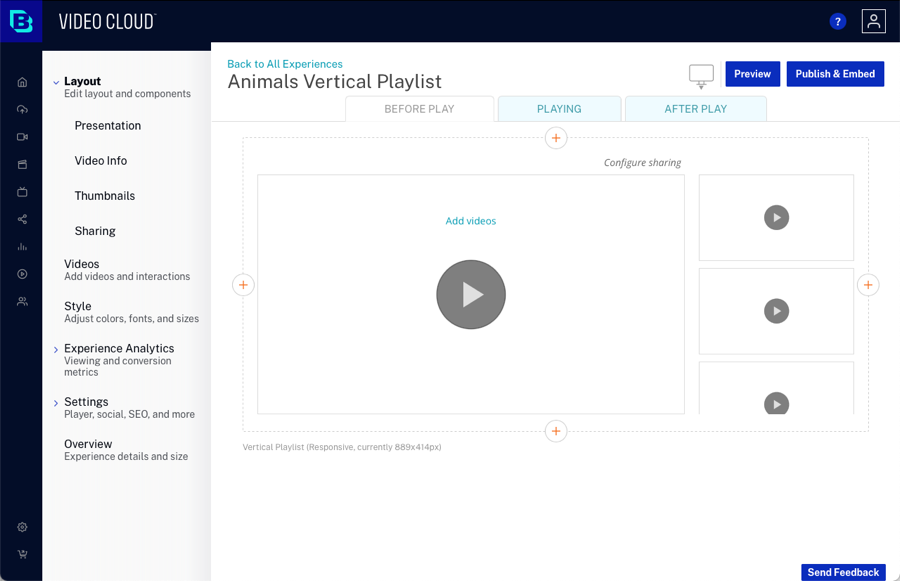 VIDEO CLOUD™
?
Back to All Experiences
Animals Vertical Playlist
Preview
Publish & Embed
BEFORE PLAY
PLAYING
AFTER PLAY
Layout
Edit layout and components
Presentation
Video Info
Thumbnails
Sharing
Videos
Add videos and interactions
Style
Adjust colors, fonts, and sizes
Experience Analytics
Viewing and conversion
metrics
Settings
Player, social, SEO, and more
Overview
Experience details and size
Configure sharing
Add videos
Vertical Playlist (Responsive, currently 889x414px)
Send Feedback